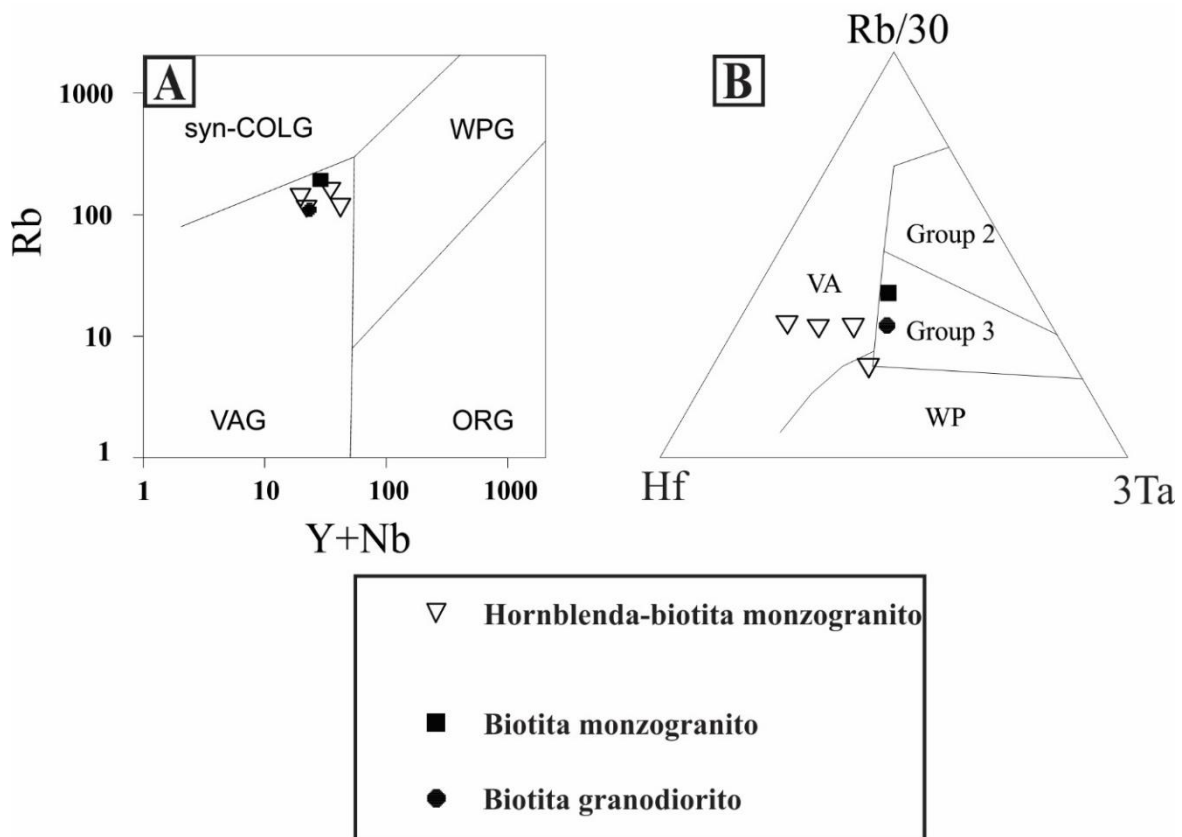 A
Rb
1000
100
10
1
syn-COLG
WPG
VAG
ORG
1
10
100
1000
Y+Nb
B
Rb/30
Group 2
VA
Group 3
WP
Hf
3Ta
Hornblenda-biotita monzogranito
Biotita monzogranito
Biotita granodiorito